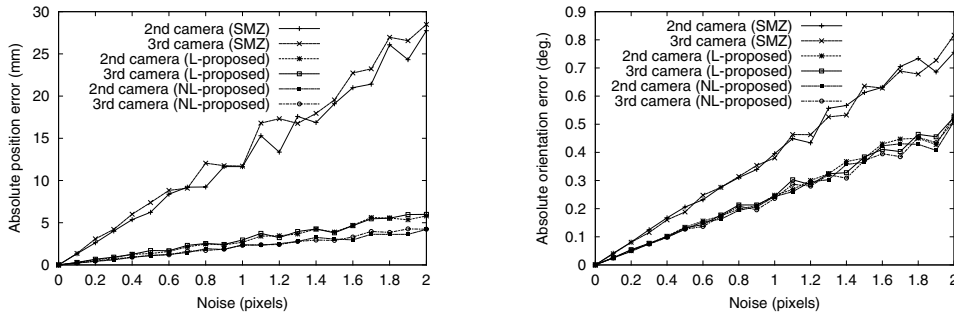 Absolute position error (mm)
30
25
20
15
10
5
0
2nd camera (SMZ)
3rd camera (SMZ)
2nd camera (L-proposed)
3rd camera (L-proposed)
2nd camera (NL-proposed)
3rd camera (NL-proposed)
0 0.2 0.4 0.6 0.8 1 1.2 1.4 1.6 1.8 2
Noise (pixels)
Absolute orientation error (deg.)
0.9
0.8
0.7
0.6
0.5
0.4
0.3
0.2
0.1
0
2nd camera (SMZ)
3rd camera (SMZ)
2nd camera (L-proposed)
3rd camera (L-proposed)
2nd camera (NL-proposed)
3rd camera (NL-proposed)
0 0.2 0.4 0.6 0.8 1 1.2 1.4 1.6 1.8 2
Noise (pixels)